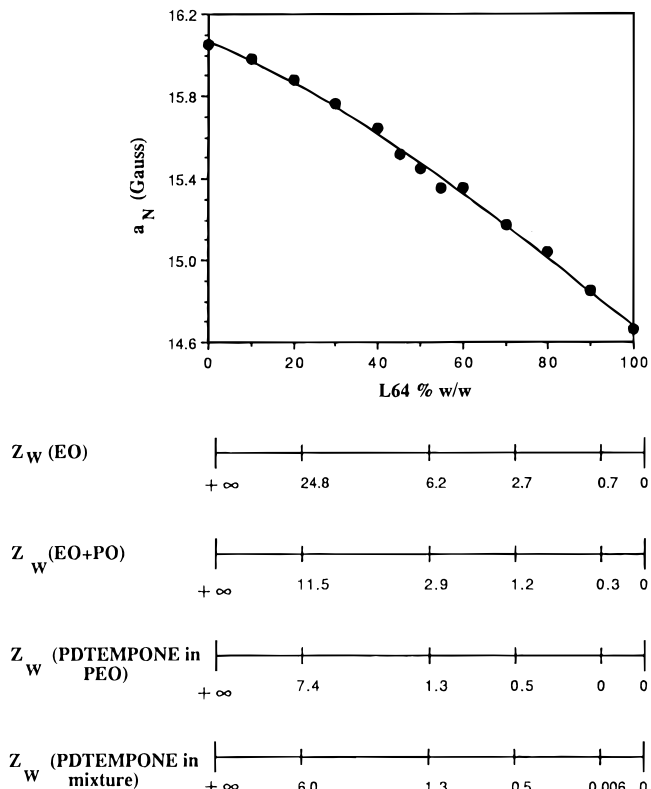 16.2
15.8
15.4
15.0
14.6
a N (Gauss)
0 20 40 60 80 100
L64 % w/w
Z W (EO)
+ ∞ 24.8 6.2 2.7 0.7 0
Z W (EO+PO)
+ ∞ 11.5 2.9 1.2 0.3 0
Z W (PDTEMPONE in
PEO)
+ ∞ 7.4 1.3 0.5 0 0
Z W (PDTEMPONE in
mixture)
+ ∞ 6.0 1.3 0.5 0.006 0